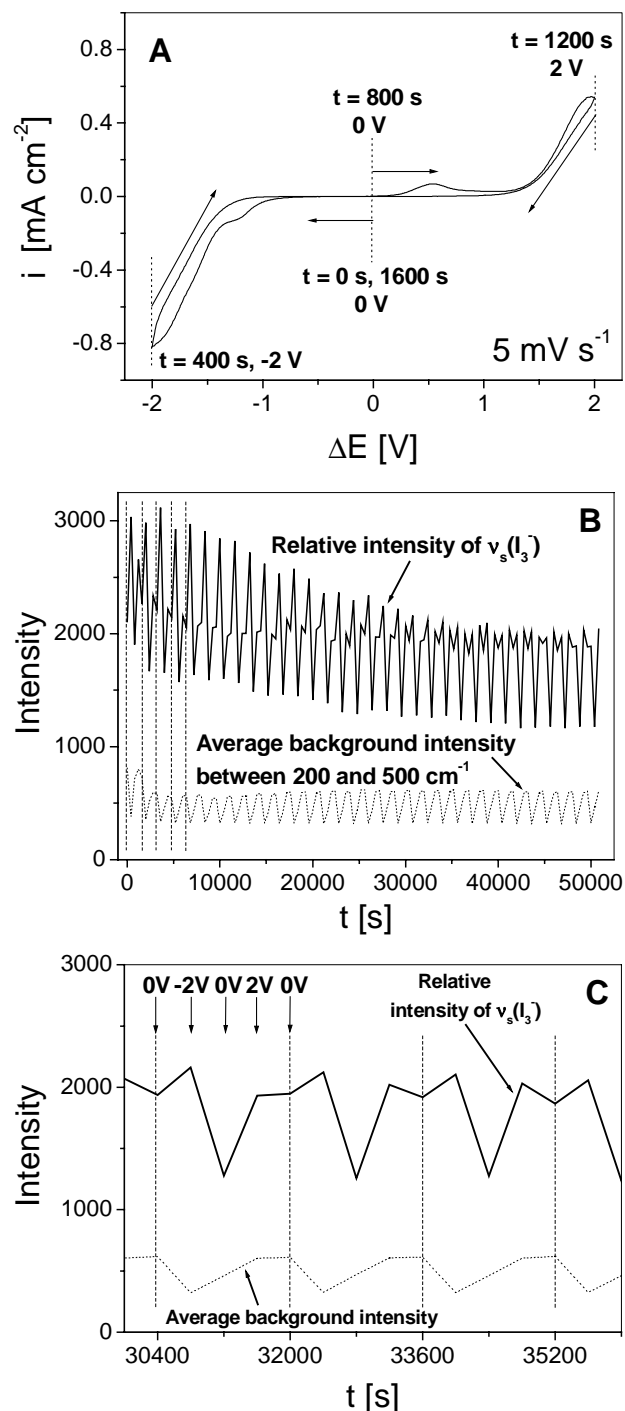 A
i [mA cm⁻²]
0.8
0.4
0.0
-0.4
-0.8
t = 1200 s
2 V
t = 800 s
0 V
t = 0 s, 1600 s
0 V
t = 400 s, -2 V
5 mV s⁻¹
-2
-1
0
1
2
ΔE [V]
B
Intensity
3000
2000
1000
0
Relative intensity of νₛ(I₃⁻)
Average background intensity
between 200 and 500 cm⁻¹
0
10000
20000
30000
40000
50000
t [s]
C
Intensity
3000
2000
1000
0
0V -2V 0V 2V 0V
Relative
intensity of νₛ(I₃⁻)
Average background intensity
30400
32000
33600
35200
t [s]